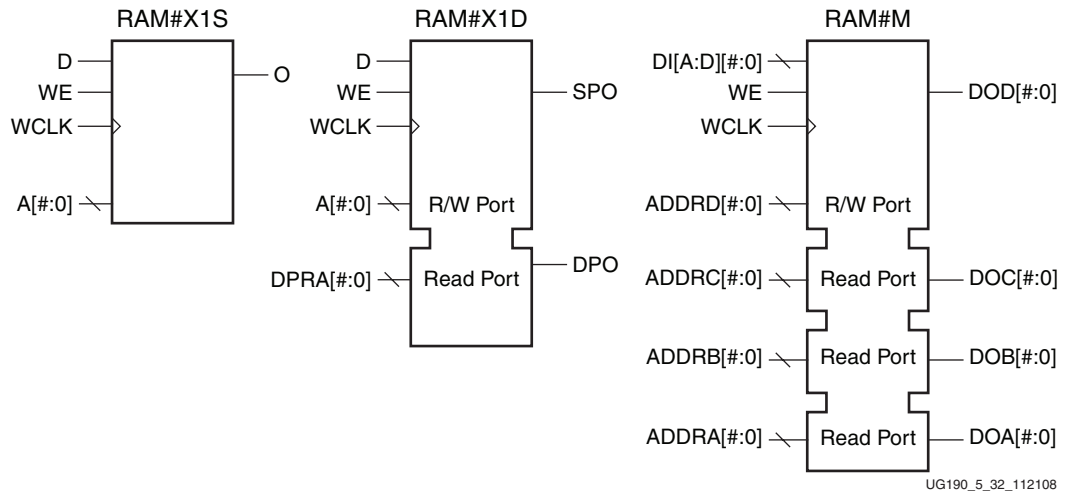 RAM#X1S
D
WE
WCLK
A[#:0]
O
RAM#X1D
D
WE
WCLK
A[#:0]
DPRA[#:0]
R/W Port
Read Port
SPO
DPO
RAM#M
DI[A:D][#:0]
WE
WCLK
ADDRD[#:0]
ADDRC[#:0]
ADDRB[#:0]
ADDRA[#:0]
R/W Port
Read Port
Read Port
Read Port
DOD[#:0]
DOC[#:0]
DOB[#:0]
DOA[#:0]
UG190_5_32_112108